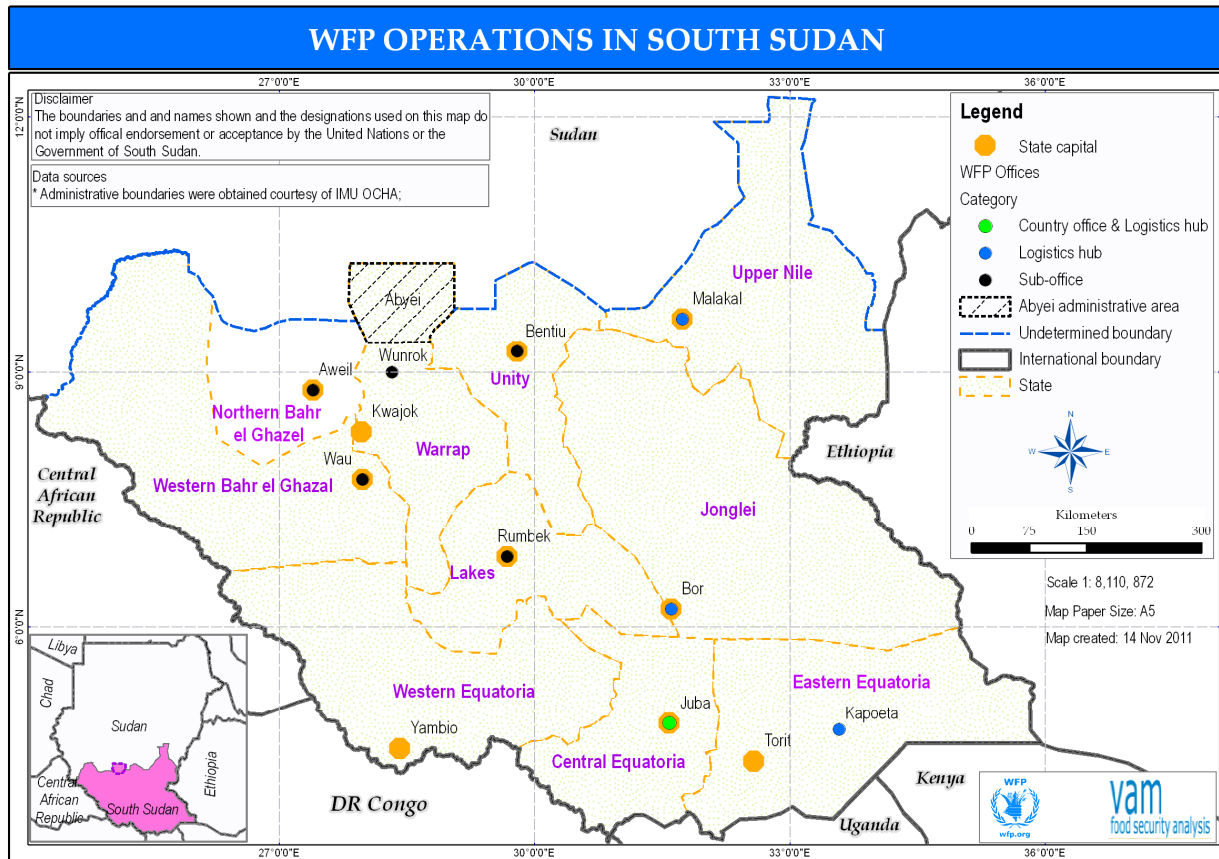 WFP OPERATIONS IN SOUTH SUDAN
27°0'0"E
30°0'0"E
33°0'0"E
36°0'0"E
12°0'0"N
9°0'0"N
6°0'0"N
Disclaimer
The boundaries and and names shown and the designations used on this map do
not imply offical endorsement or acceptance by the United Nations or the
Government of South Sudan.
Data sources
* Administrative boundaries were obtained courtesy of IMU OCHA;
Sudan
Legend
State capital
WFP Offices
Category
Country office & Logistics hub
Logistics hub
Sub-office
Abyei administrative area
Undetermined boundary
International boundary
State
N
W
E
S
Kilometers
0
75
150
300
Scale 1: 8,110, 872
Map Paper Size: A5
Map created: 14 Nov 2011
Upper Nile
Malakal
Abyei
Bentiu
Wunrok
Aweil
Unity
Northern Bahr
el Ghazel
Kwajok
Warrap
Ethiopia
Wau
Central
African
Republic
Western Bahr el Ghazal
Jonglei
Rumbek
Lakes
Bor
Western Equatoria
Eastern Equatoria
Juba
Kapoeta
Yambio
Torit
Central Equatoria
DR Congo
Kenya
Uganda
Libya
Chad
Sudan
Ethiopia
Central
African
Republic
South Sudan
WFP
wfp.org
vam
food security analysis
27°0'0"E
30°0'0"E
33°0'0"E
36°0'0"E